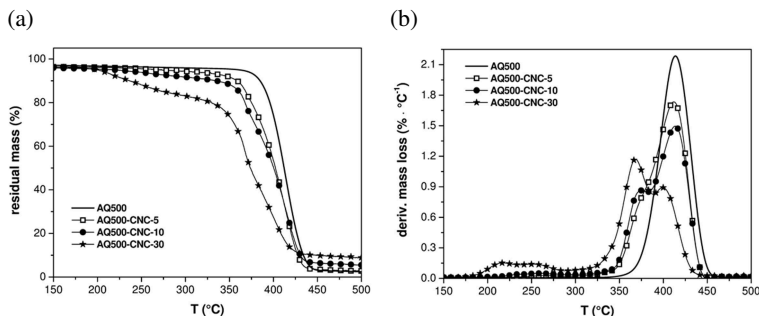 (a)
(b)
100
80
60
40
20
0
residual mass (%)
AQ500
AQ500-CNC-5
AQ500-CNC-10
AQ500-CNC-30
150 200 250 300 350 400 450 500
T (°C)
2.1
1.8
1.5
1.2
0.9
0.6
0.3
0.0
deriv. mass loss (% · °C⁻¹)
AQ500
AQ500-CNC-5
AQ500-CNC-10
AQ500-CNC-30
150 200 250 300 350 400 450 500
T (°C)